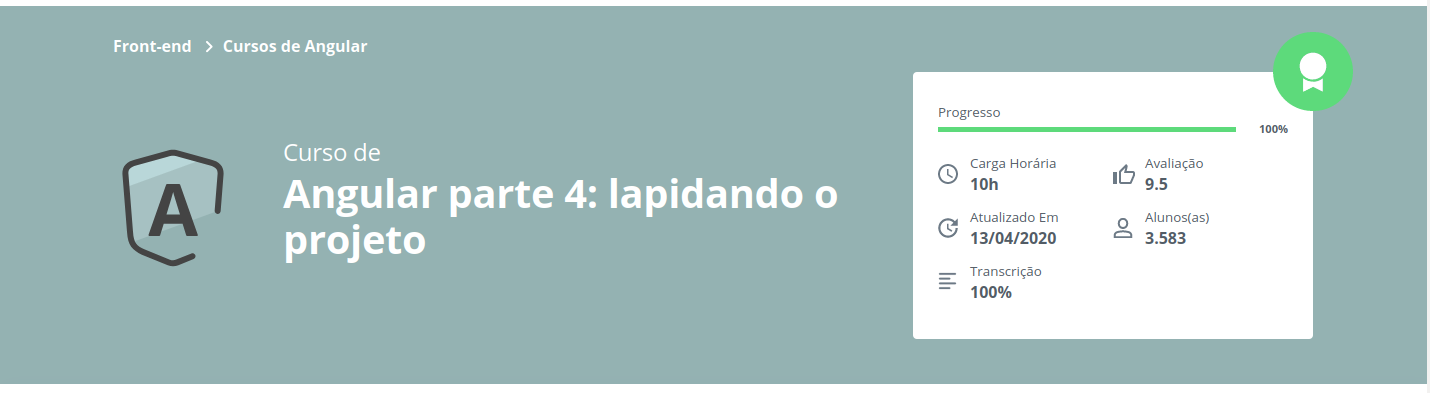 Front-end > Cursos de Angular
Curso de
Angular parte 4: lapidando o
projeto
A
Progresso
100%
Carga Horária
10h
Avaliação
9.5
Atualizado Em
13/04/2020
Alunos(as)
3.583
Transcrição
100%